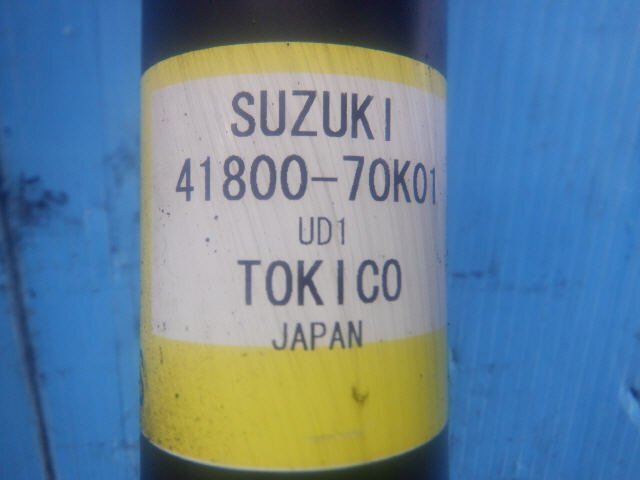 SUZUKI
41800-70K01
UD1
TOKICO
JAPAN